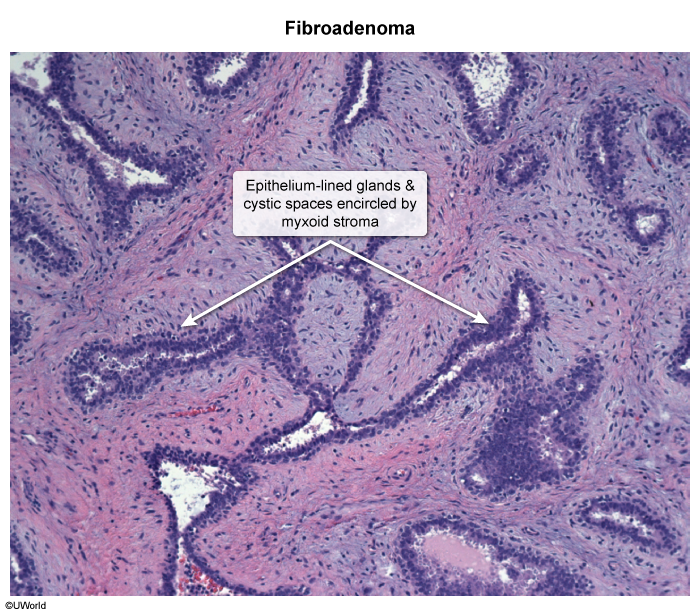 Fibroadenoma
Epithelium-lined glands &
cystic spaces encircled by
myxoid stroma
©UWorld